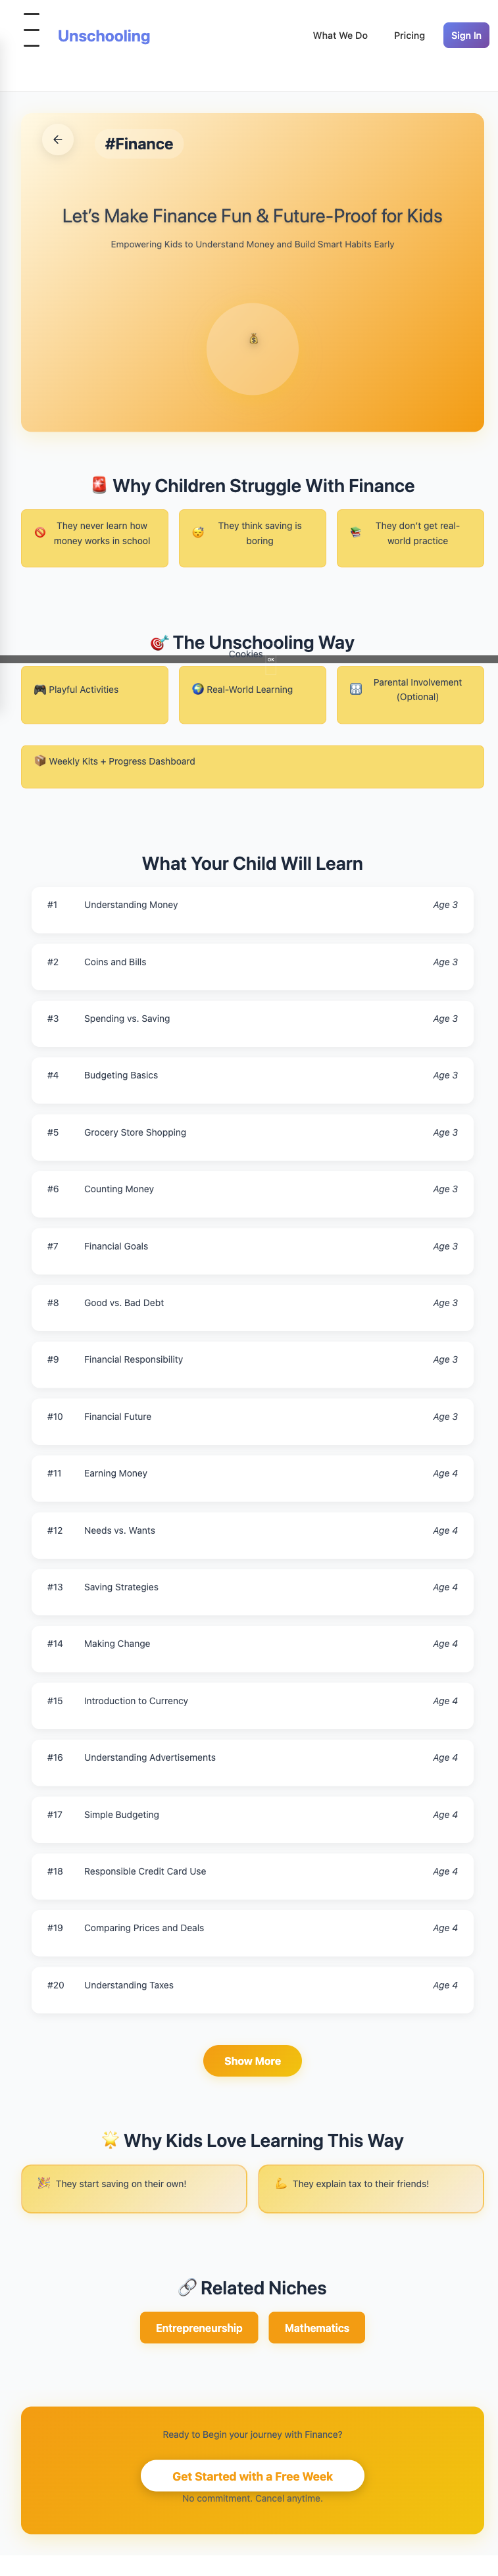 Unschooling
What We Do
Pricing
Sign In
#Finance
Let's Make Finance Fun & Future-Proof for Kids
Empowering Kids to Understand Money and Build Smart Habits Early
Why Children Struggle With Finance
They never learn how
money works in school
They think saving is
boring
They don't get real-
world practice
The Unschooling Way
Cookies
OK
Playful Activities
Real-World Learning
Parental Involvement
(Optional)
Weekly Kits + Progress Dashboard
What Your Child Will Learn
#1 Understanding Money Age 3
#2 Coins and Bills Age 3
#3 Spending vs. Saving Age 3
#4 Budgeting Basics Age 3
#5 Grocery Store Shopping Age 3
#6 Counting Money Age 3
#7 Financial Goals Age 3
#8 Good vs. Bad Debt Age 3
#9 Financial Responsibility Age 3
#10 Financial Future Age 3
#11 Earning Money Age 4
#12 Needs vs. Wants Age 4
#13 Saving Strategies Age 4
#14 Making Change Age 4
#15 Introduction to Currency Age 4
#16 Understanding Advertisements Age 4
#17 Simple Budgeting Age 4
#18 Responsible Credit Card Use Age 4
#19 Comparing Prices and Deals Age 4
#20 Understanding Taxes Age 4
Show More
Why Kids Love Learning This Way
They start saving on their own!
They explain tax to their friends!
Related Niches
Entrepreneurship
Mathematics
Ready to Begin your journey with Finance?
Get Started with a Free Week
No commitment. Cancel anytime.